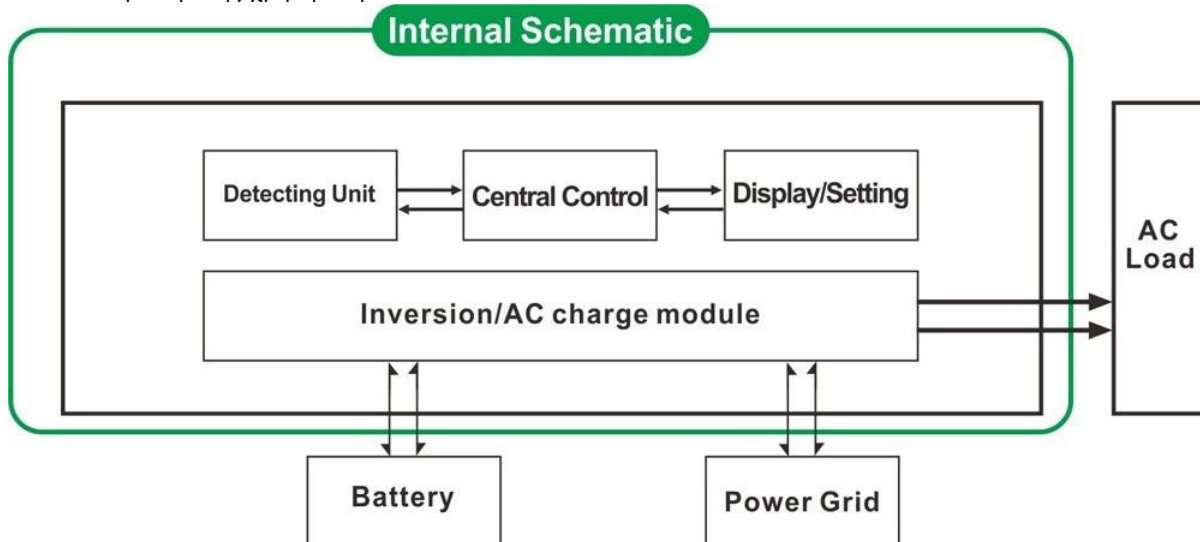 Internal Schematic
Detecting Unit
Central Control
Display/Setting
AC
Load
Inversion/AC charge module
Battery
Power Grid